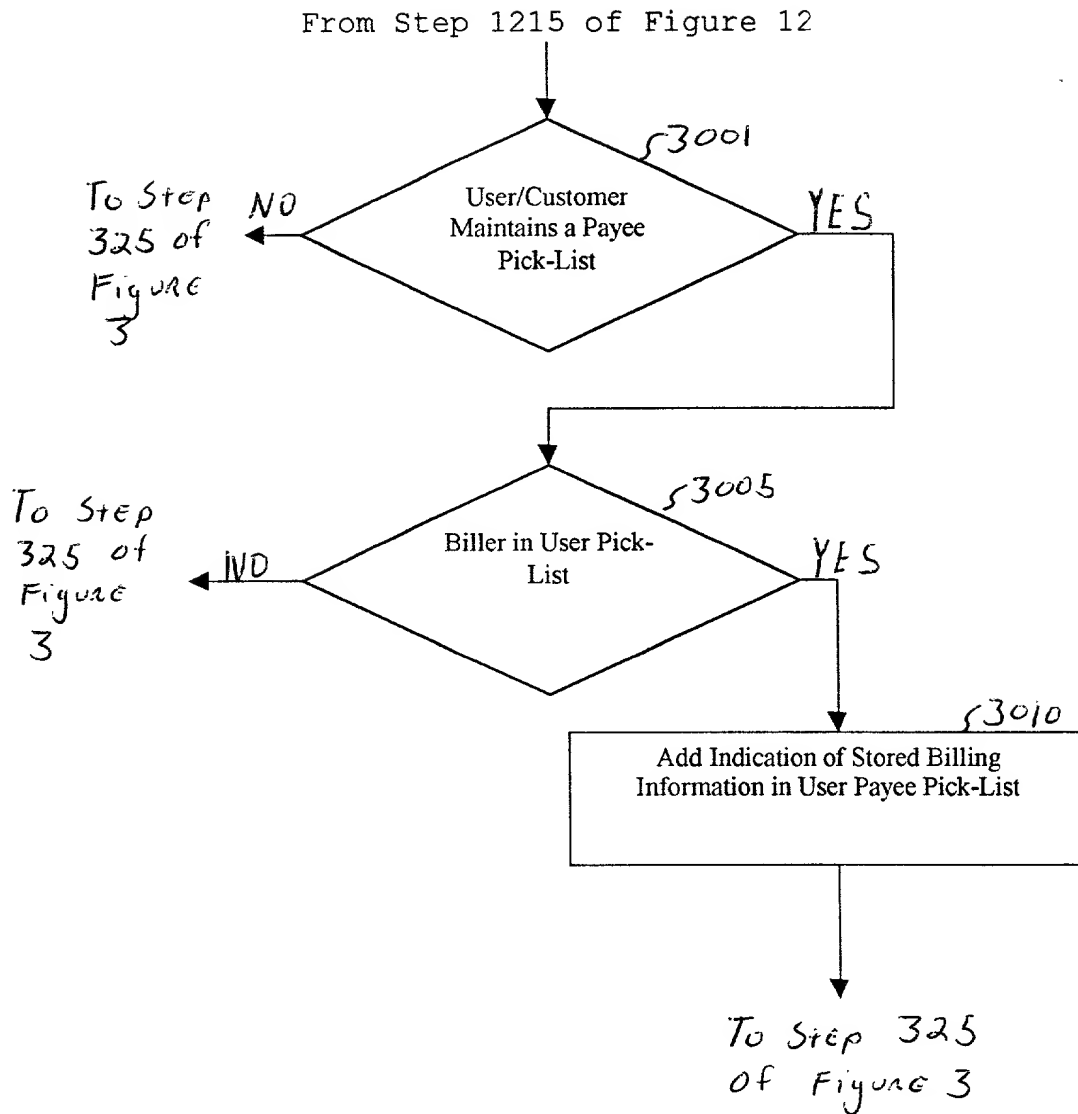 From Step 1215 of Figure 12
3001
User/Customer
Maintains a Payee
Pick-List
To Step
325 of
Figure
3
NO
YES
3005
Biller in User Pick-
List
To Step
325 of
Figure
3
NO
YES
3010
Add Indication of Stored Billing
Information in User Payee Pick-List
To Step 325
of Figure 3